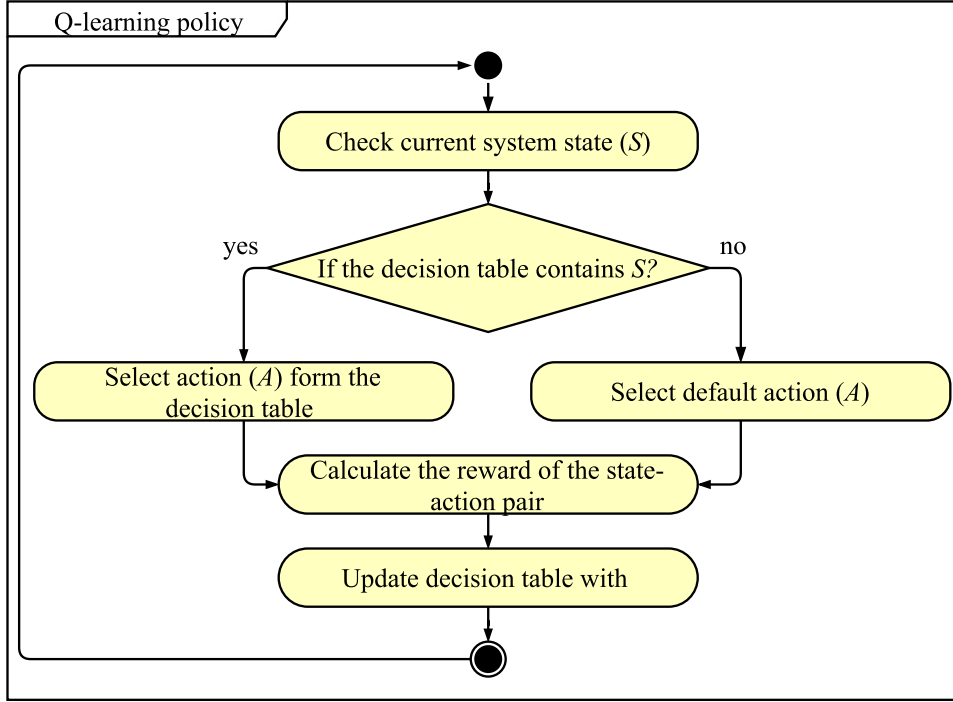 Q-learning policy
Check current system state (S)
yes
no
If the decision table contains S?
Select action (A) form the
decision table
Select default action (A)
Calculate the reward of the state-
action pair
Update decision table with